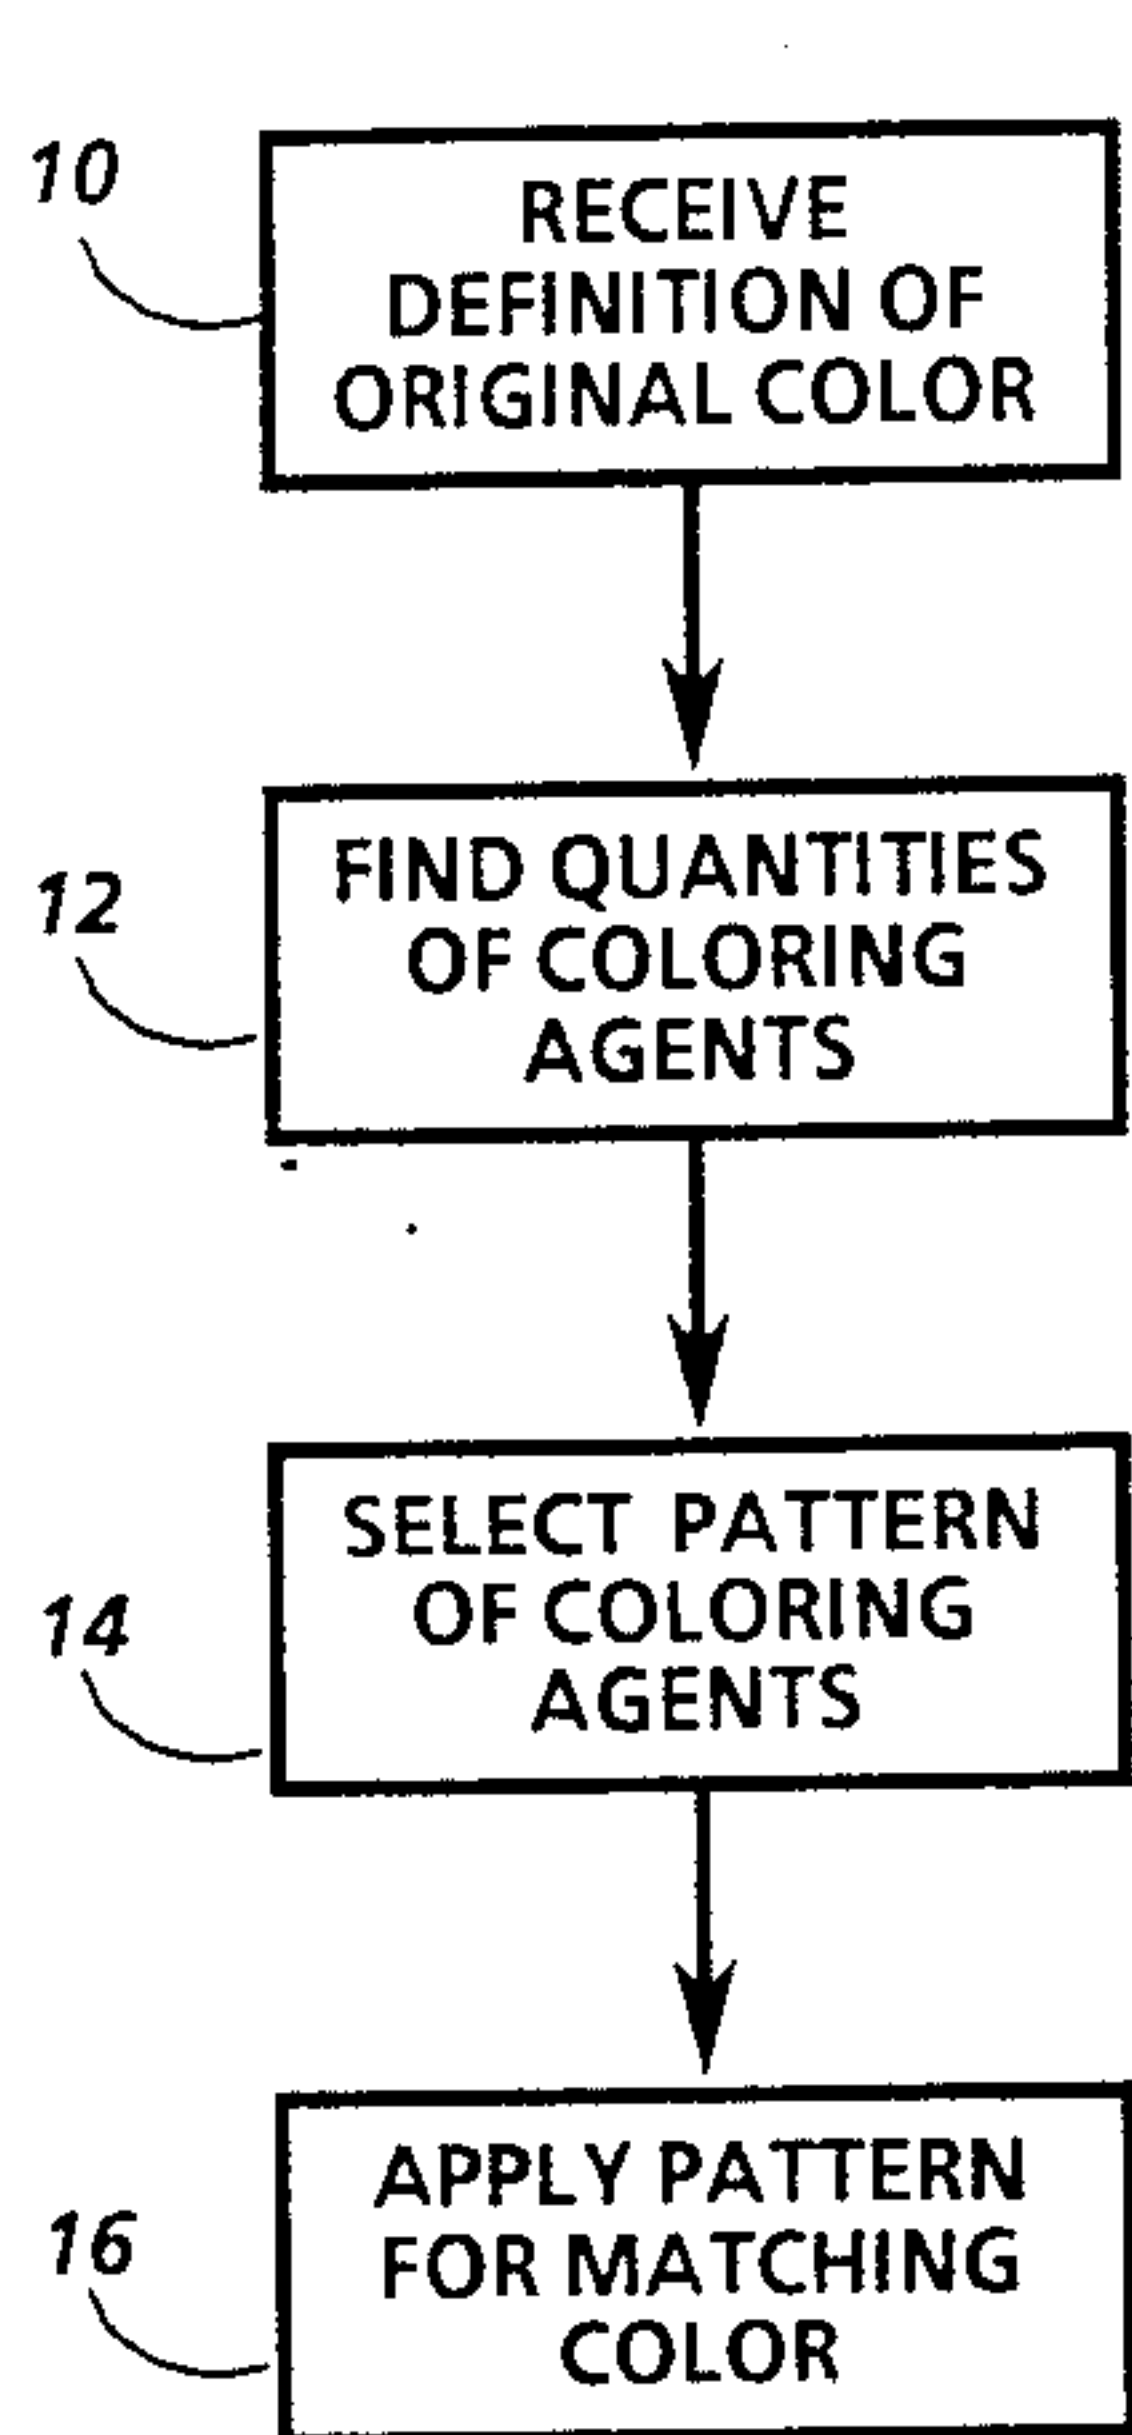 10
RECEIVE
DEFINITION OF
ORIGINAL COLOR
12
FIND QUANTITIES
OF COLORING
AGENTS
14
SELECT PATTERN
OF COLORING
AGENTS
16
APPLY PATTERN
FOR MATCHING
COLOR